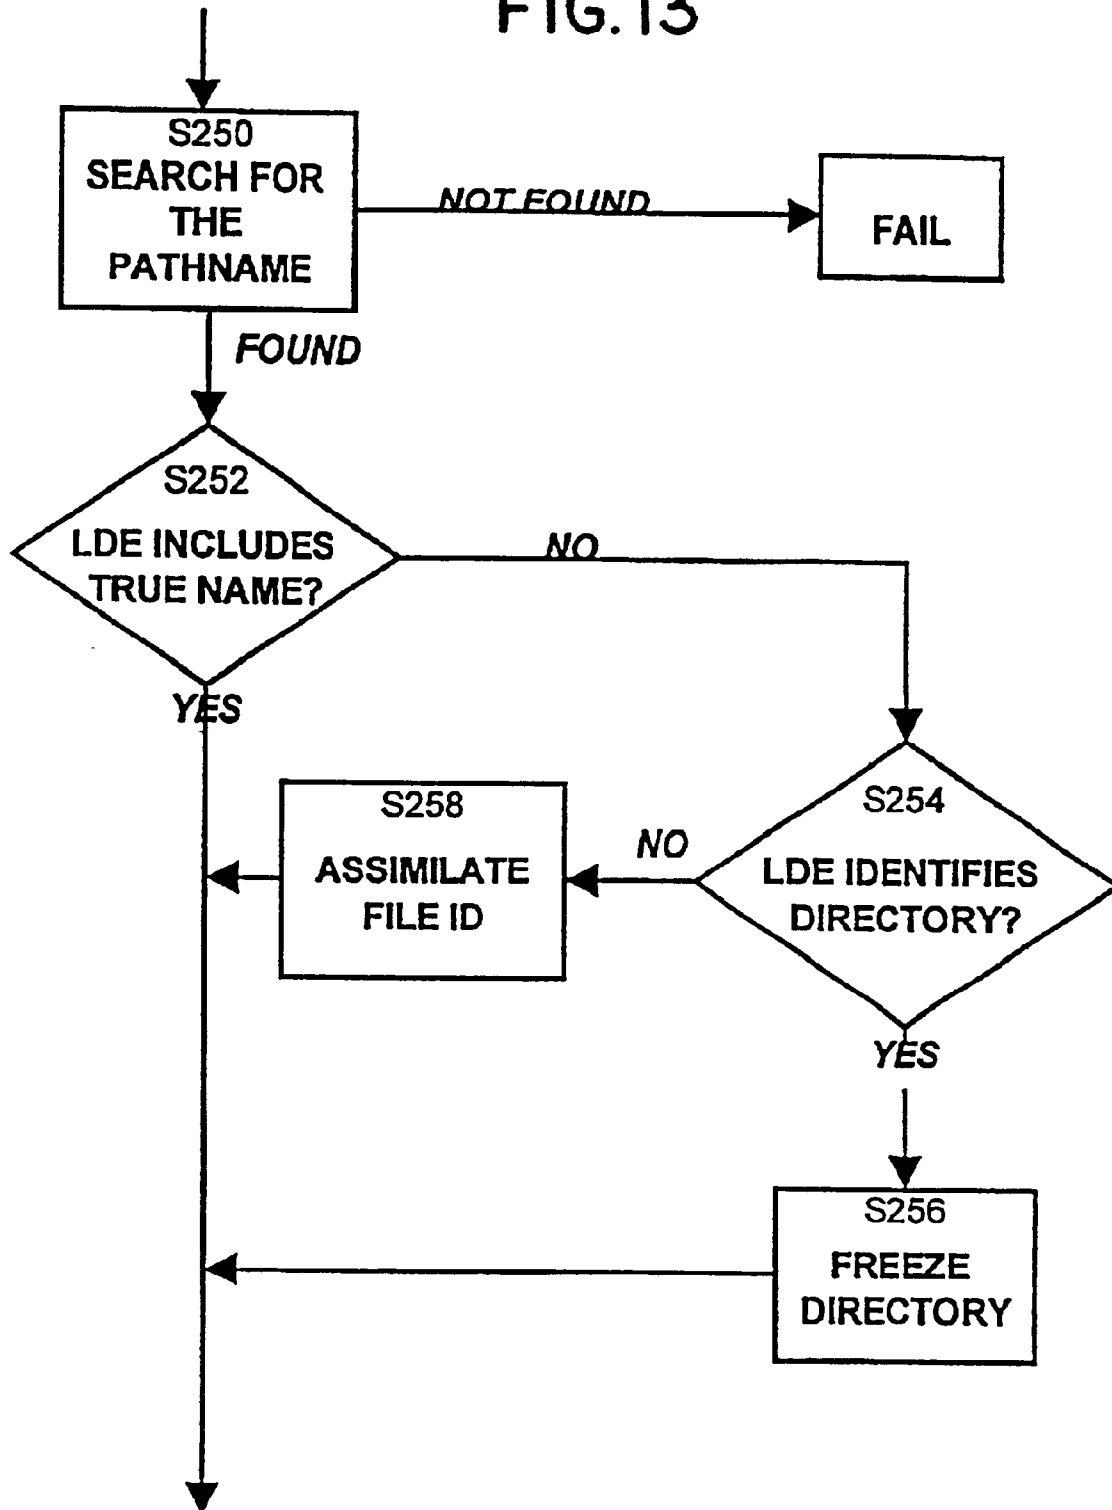 FIG. 13
S250
SEARCH FOR
THE
PATHNAME
NOT FOUND
FAIL
FOUND
S252
LDE INCLUDES
TRUE NAME?
NO
YES
S254
LDE IDENTIFIES
DIRECTORY?
NO
S258
ASSIMILATE
FILE ID
YES
S256
FREEZE
DIRECTORY